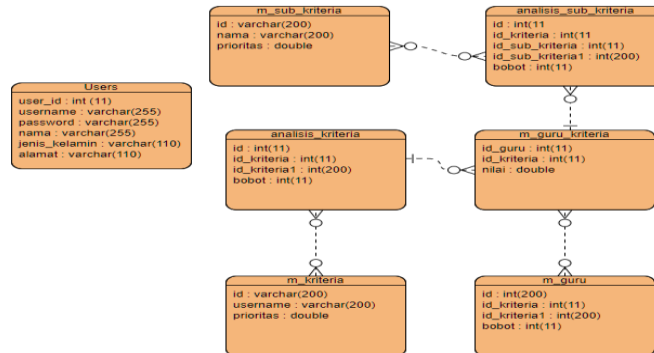 m_sub_kriteria
id : varchar(200)
nama : varchar(200)
prioritas : double
analisis_sub_kriteria
id : int(11
id_kriteria : int(11
id_sub_kriteria : int(11)
id_sub_kriteria1 : int(200)
bobot : int(11)
Users
user_id : int (11)
username : varchar(255)
password : varchar(255)
nama : varchar(255)
jenis_kelamin : varchar(110)
alamat : varchar(110)
analisis_kriteria
id : int(11)
id_kriteria : int(11)
id_kriteria1 : int(200)
bobot : int(11)
m_guru_kriteria
id_guru : int(11)
id_kriteria : int(11)
nilai : double
m_kriteria
id : varchar(200)
username : varchar(200)
prioritas : double
m_guru
id : int(200)
id_kriteria : int(11)
id_kriteria1 : int(200)
bobot : int(11)